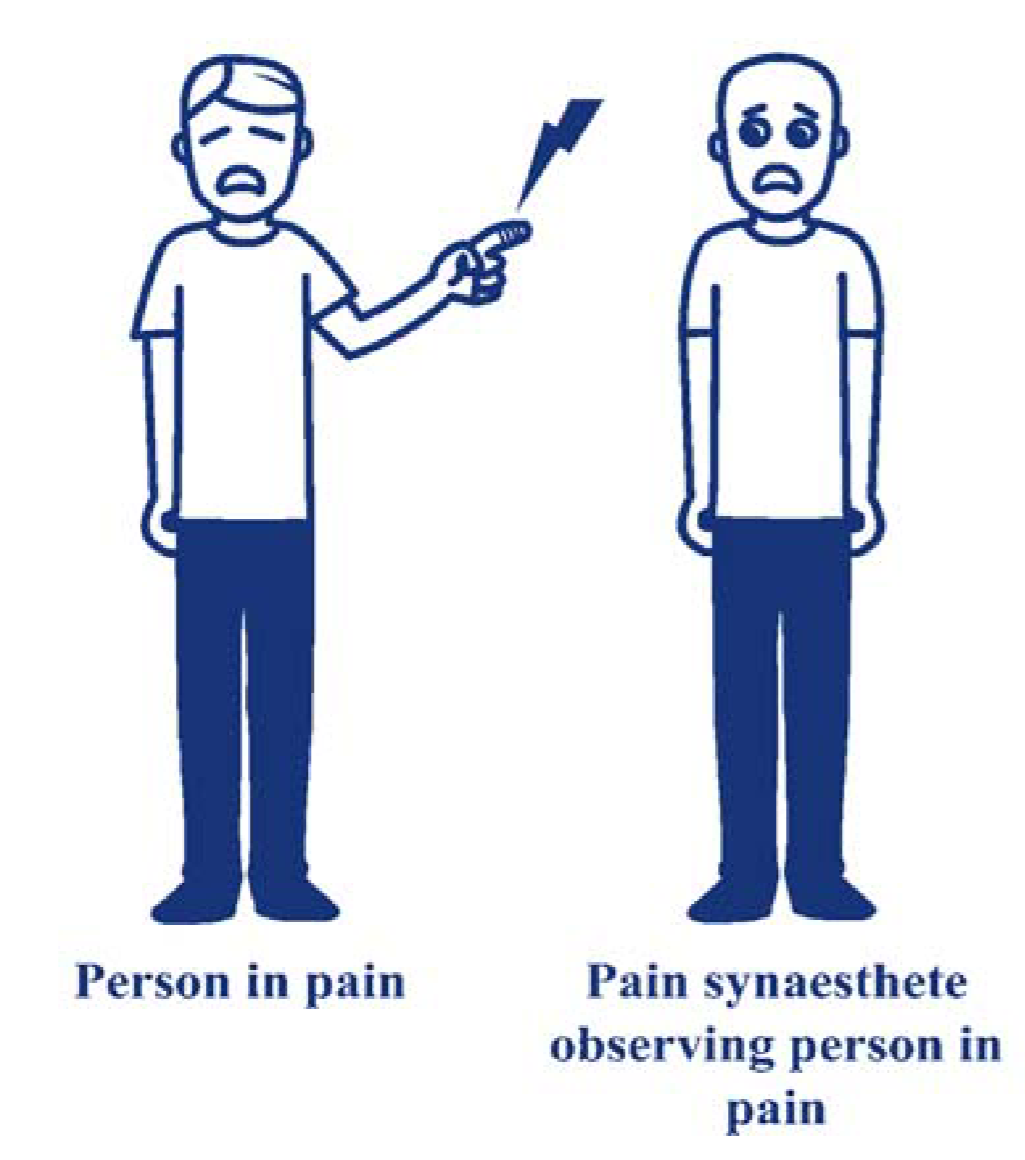 Person in pain
Pain synaesthete
observing person in
pain